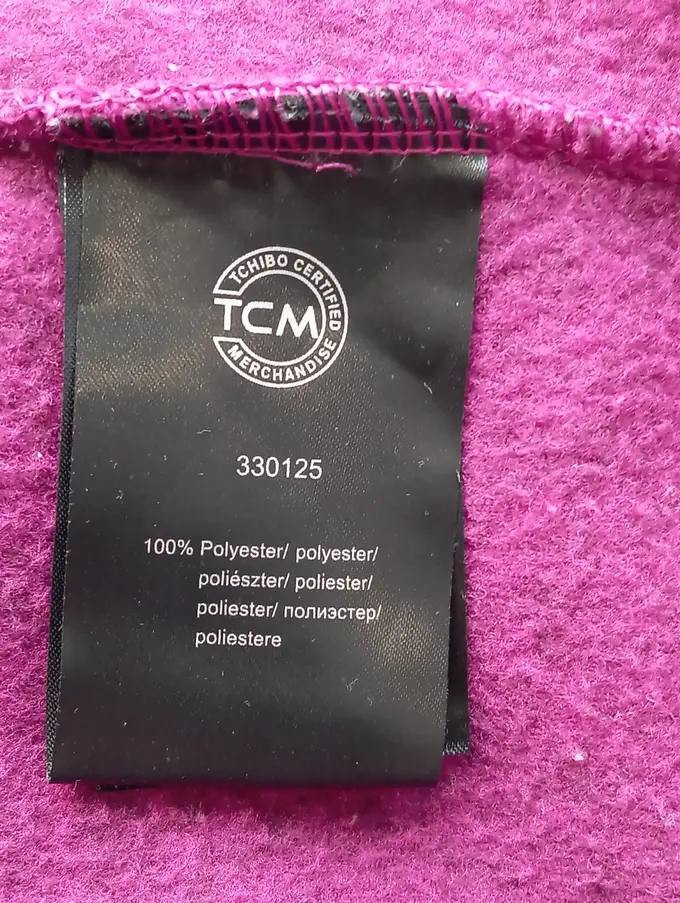 TCHIBO CERTIFIED
TCM
MERCHANDISE
330125
100% Polyester/ polyester/
poliészter/ poliester/
poliester/ полиэстер/
poliestere